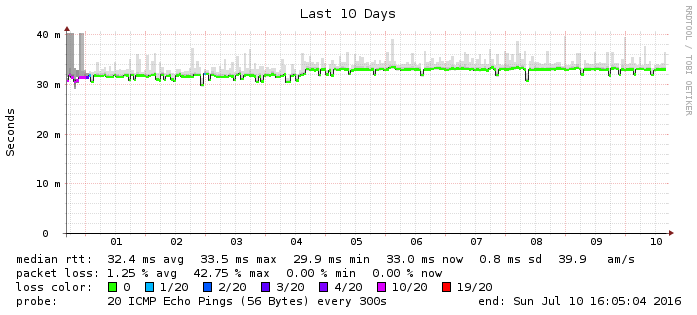 Last 10 Days
RRDTOOL / TOBI OETIKER
Seconds
40 m
30 m
20 m
10 m
0
01 02 03 04 05 06 07 08 09 10
median rtt: 32.4 ms avg 33.5 ms max 29.9 ms min 33.0 ms now 0.8 ms sd 39.9 am/s
packet loss: 1.25 % avg 42.75 % max 0.00 % min 0.00 % now
loss color: 0 1/20 2/20 3/20 4/20 10/20 19/20
probe: 20 ICMP Echo Pings (56 Bytes) every 300s end: Sun Jul 10 16:05:04 2016